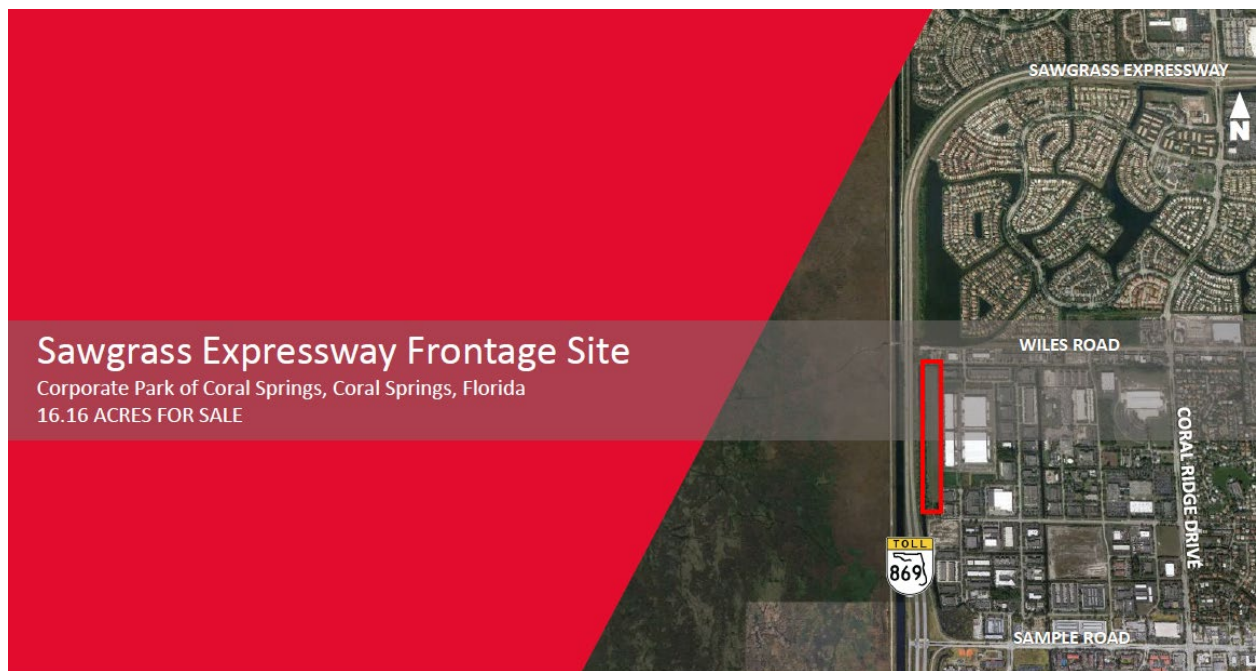 SAWGRASS EXPRESSWAY
N
Sawgrass Expressway Frontage Site
Corporate Park of Coral Springs, Coral Springs, Florida
16.16 ACRES FOR SALE
WILES ROAD
CORAL RIDGE DRIVE
TOLL
869
SAMPLE ROAD